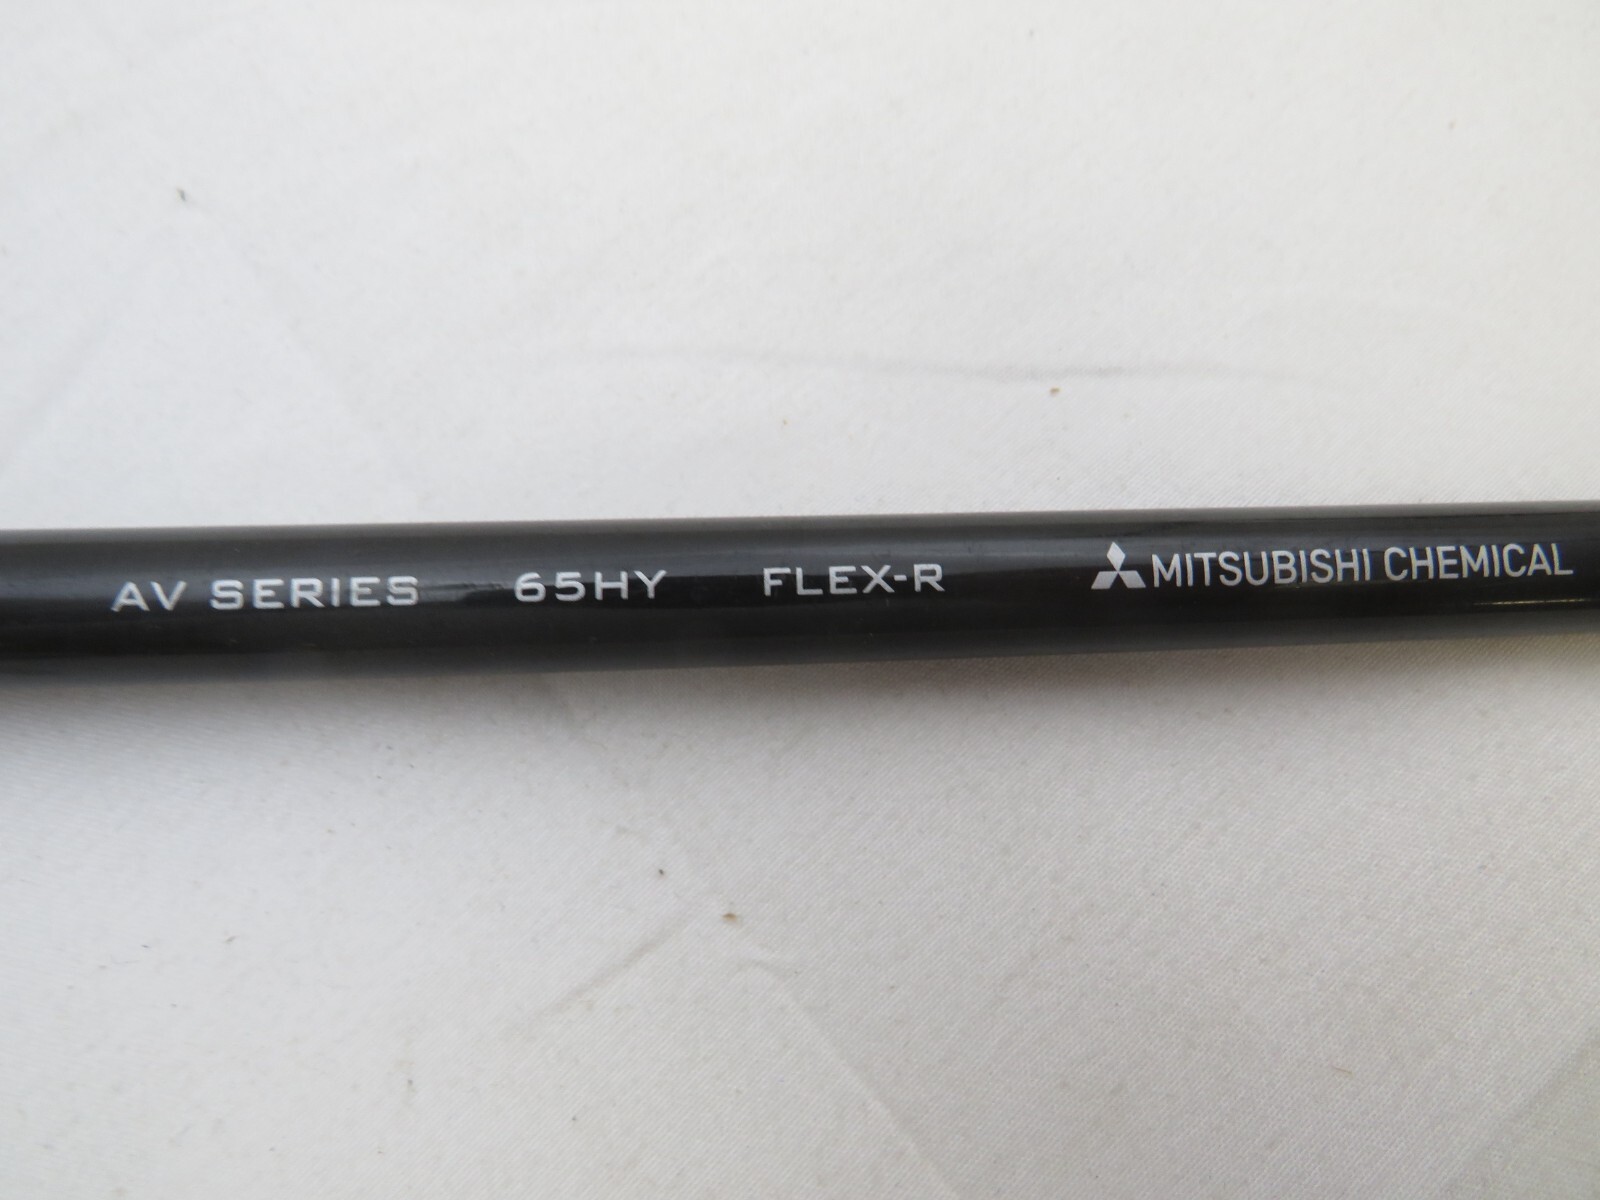 AV SERIES 65HY FLEX-R MITSUBISHI CHEMICAL